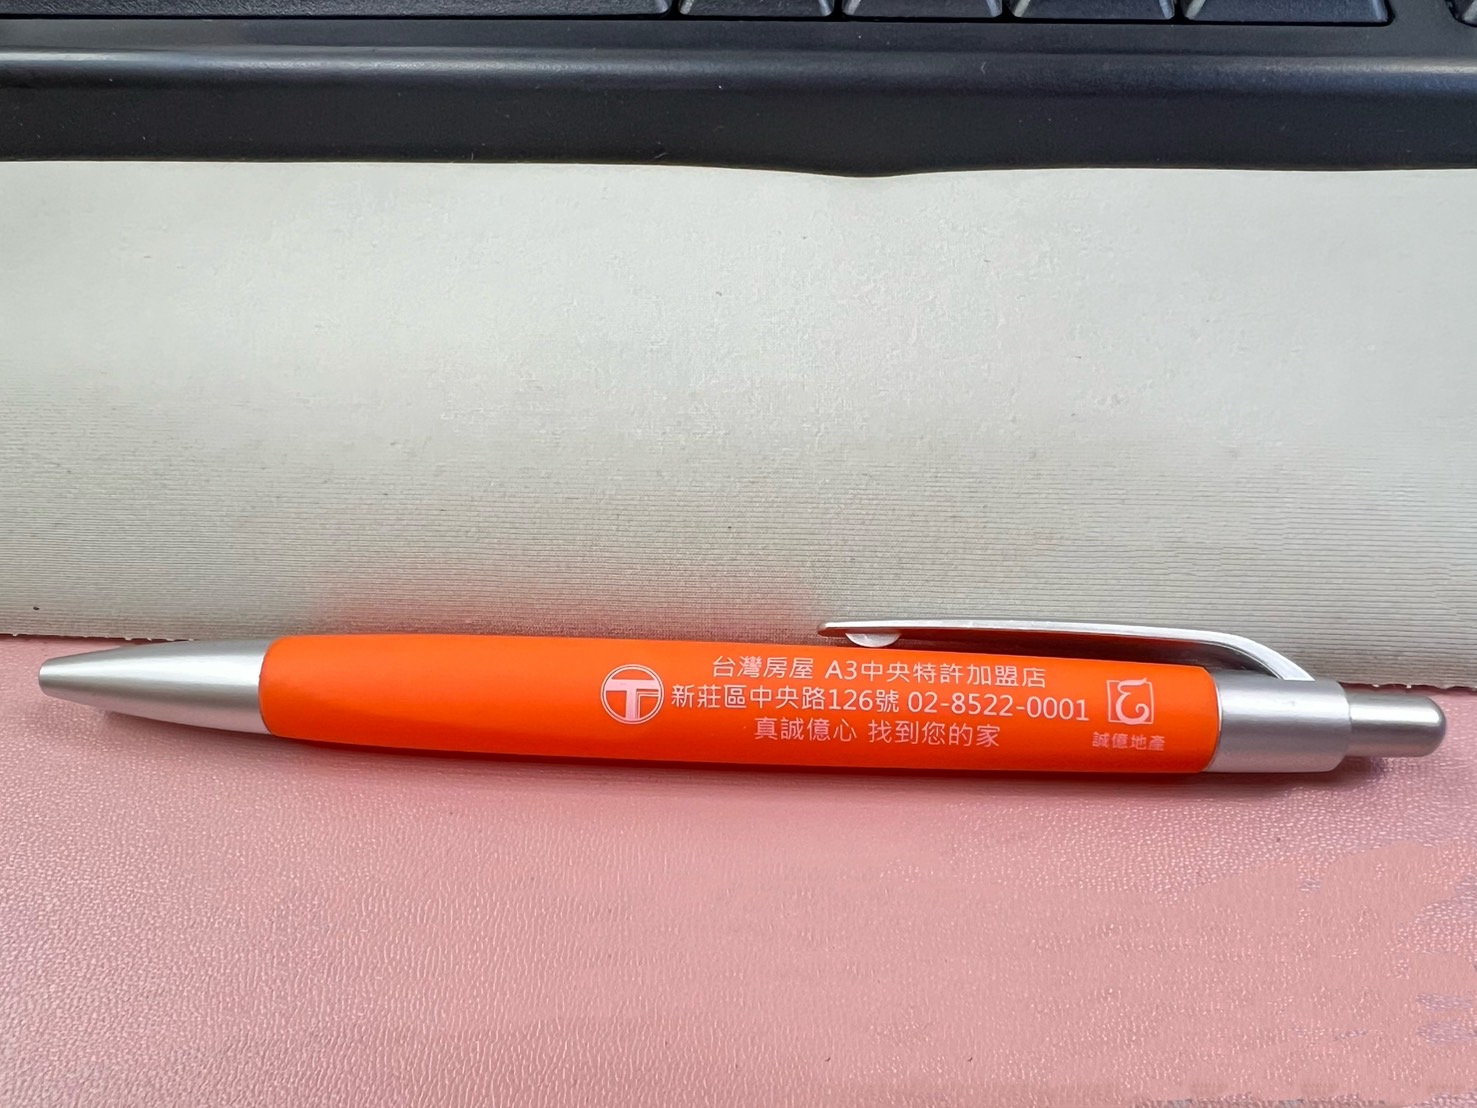 台灣房屋 A3中央特許加盟店
新莊區中央路126號 02-8522-0001
真誠億心 找到您的家
誠億地產